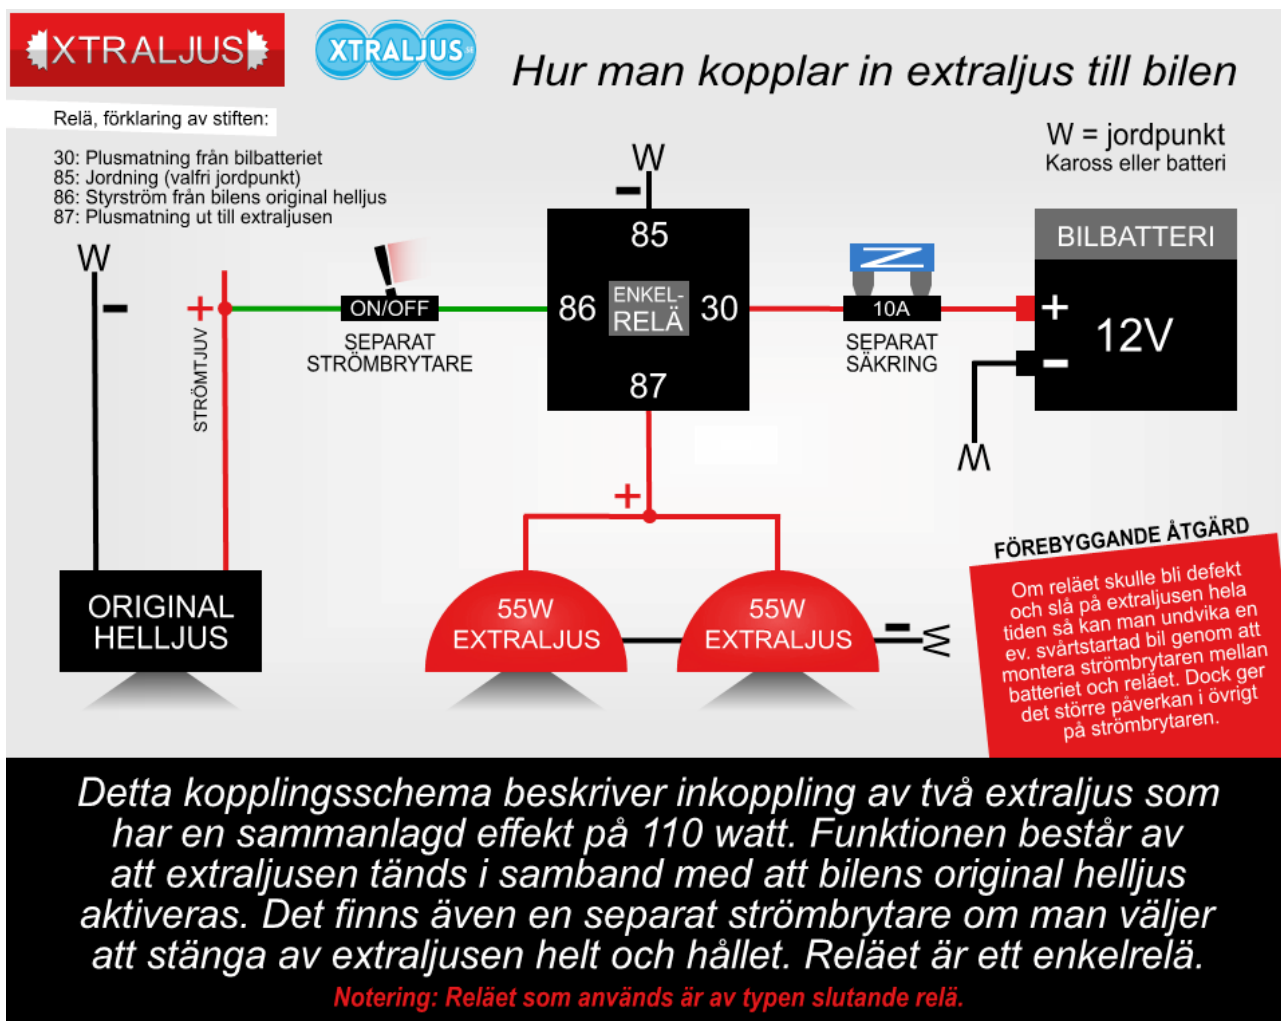 XTRALJUS
XTRALJUS
Hur man kopplar in extraljus till bilen
Relä, förklaring av stiften:
30: Plusmatning från bilbatteriet
85: Jordning (valfri jordpunkt)
86: Styrström från bilens original helljus
87: Plusmatning ut till extraljusen
W = jordpunkt
Kaross eller batteri
W
-
W
-
+
STRÖMTJUV
ON/OFF
SEPARAT
STRÖMBRYTARE
85
86
ENKEL-
RELÄ
30
87
10A
SEPARAT
SÄKRING
BILBATTERI
+
12V
-
W
+
ORIGINAL
HELLJUS
55W
EXTRALJUS
55W
EXTRALJUS
-
W
FÖREBYGGANDE ÅTGÄRD
Om reläet skulle bli defekt
och slå på extraljusen hela
tiden så kan man undvika en
ev. svårtstartad bil genom att
montera strömbrytaren mellan
batteriet och reläet. Dock ger
det större påverkan i övrigt
på strömbrytaren.
Detta kopplingsschema beskriver inkoppling av två extraljus som
har en sammanlagd effekt på 110 watt. Funktionen består av
att extraljusen tänds i samband med att bilens original helljus
aktiveras. Det finns även en separat strömbrytare om man väljer
att stänga av extraljusen helt och hållet. Reläet är ett enkelrelä.
Notering: Reläet som används är av typen slutande relä.